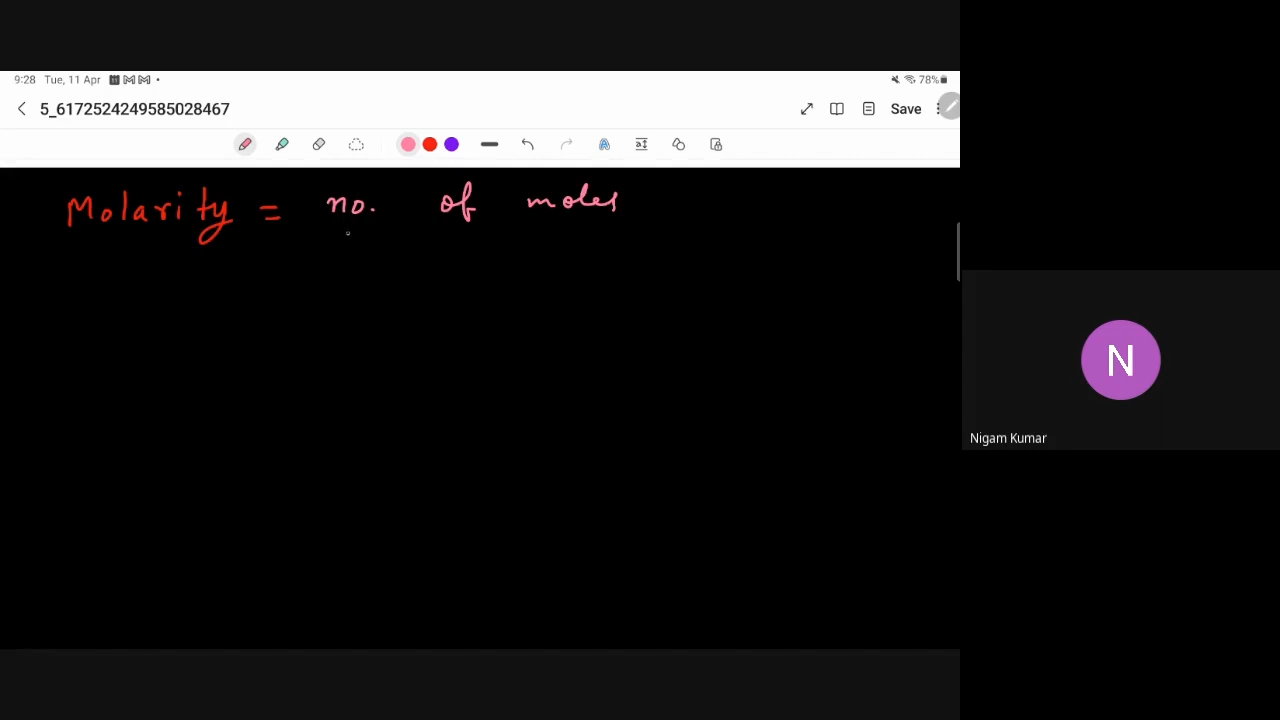 9:28 Tue, 11 Apr
78%
5_6172524249585028467
Save
Molarity = no. of moles
N
Nigam Kumar